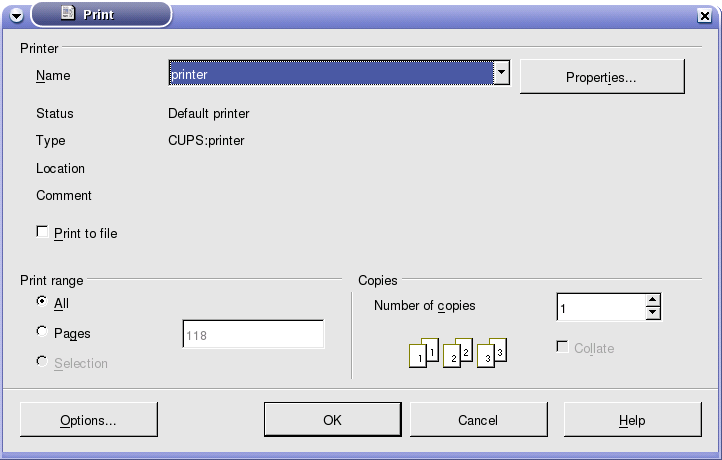 Print
Printer
Name printer Properties...
Status Default printer
Type CUPS:printer
Location
Comment
Print to file
Print range Copies
All Number of copies 1
Pages 118
1 1 2 2 3 3 Collate
Selection
Options... OK Cancel Help